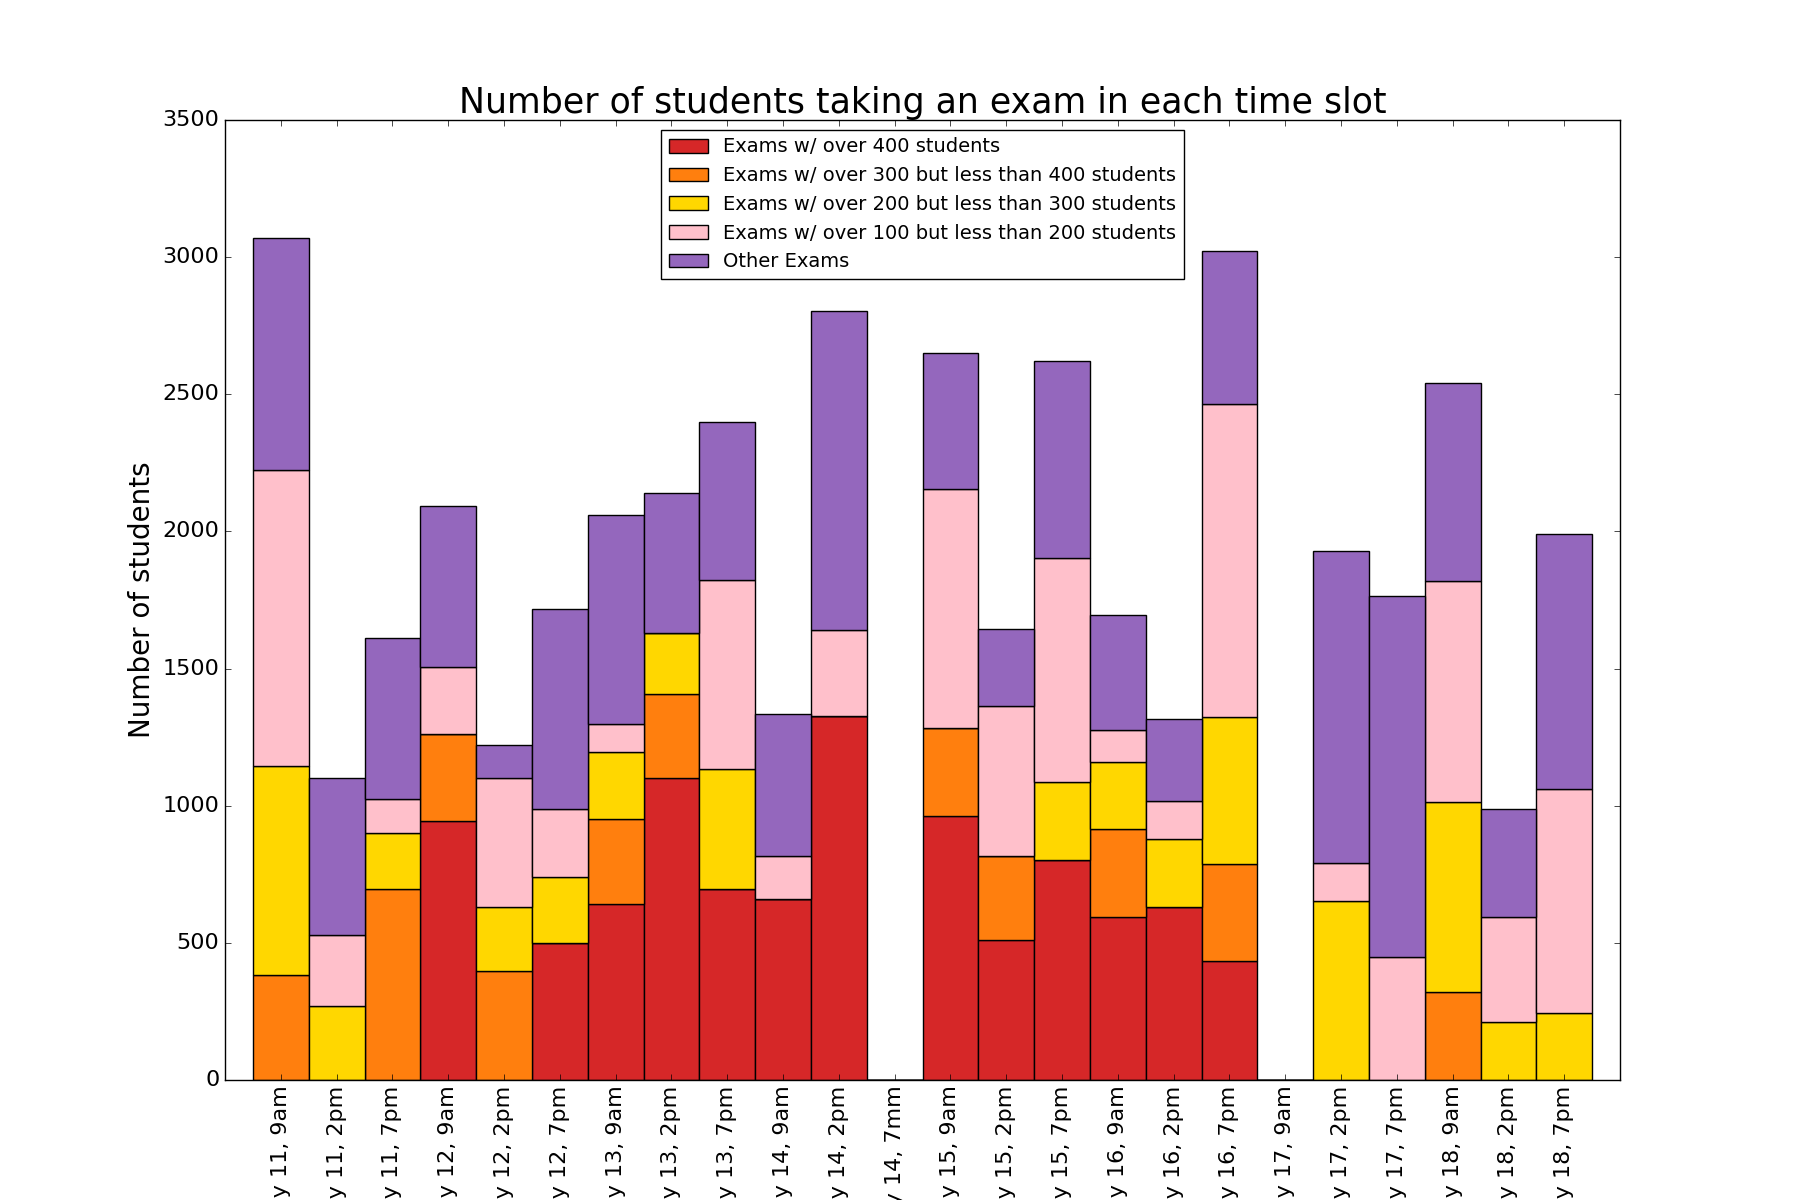 Number of students taking an exam in each time slot
Exams w/ over 400 students
Exams w/ over 300 but less than 400 students
Exams w/ over 200 but less than 300 students
Exams w/ over 100 but less than 200 students
Other Exams
Number of students
3500
3000
2500
2000
1500
1000
500
0
y 11, 9am
y 11, 2pm
y 11, 7pm
y 12, 9am
y 12, 2pm
y 12, 7pm
y 13, 9am
y 13, 2pm
y 13, 7pm
y 14, 9am
y 14, 2pm
y 14, 7mm
y 15, 9am
y 15, 2pm
y 15, 7pm
y 16, 9am
y 16, 2pm
y 16, 7pm
y 17, 9am
y 17, 2pm
y 17, 7pm
y 18, 9am
y 18, 2pm
y 18, 7pm